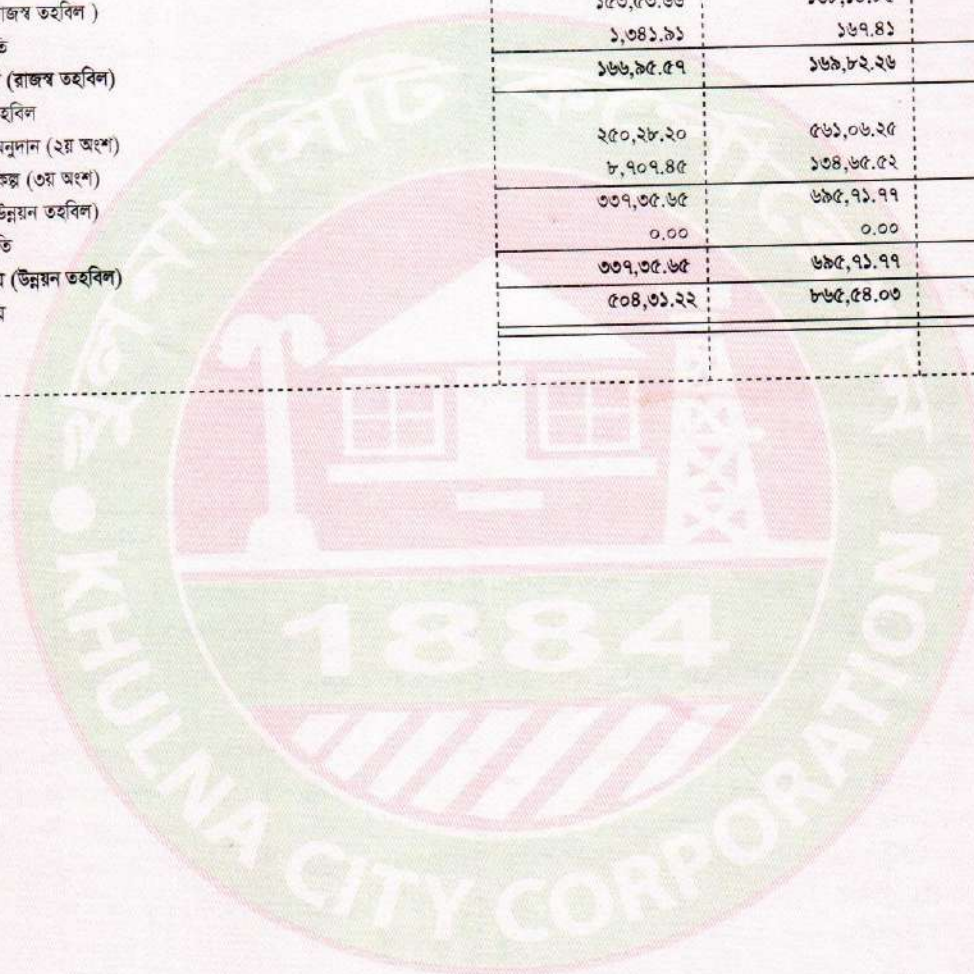 রাজস্ব তহবিল )
১,৩৪১.৯১ ১৬৭.৪১
(রাজস্ব তহবিল) ১৬৬,৯৫.৫৭ ১৬৯,৮২.২৬
(২য় অংশ) ২৫০,২৮.২০ ৫৬১,০৬.২৫
(৩য় অংশ) ৮,৭০৭.৪৫ ১৩৪,৬৫.৫২
তহবিল) ৩৩৭,৩৫.৬৫ ৬৯৫,৭১.৭৭
০.০০ ০.০০
(উন্নয়ন তহবিল) ৩৩৭,৩৫.৬৫ ৬৯৫,৭১.৭৭
৫০৪,৩১.২২ ৮৬৫,৫৪.০৩
খুলনা সিটি কর্পোরেশন
1884
KHULNA CITY CORPORATION